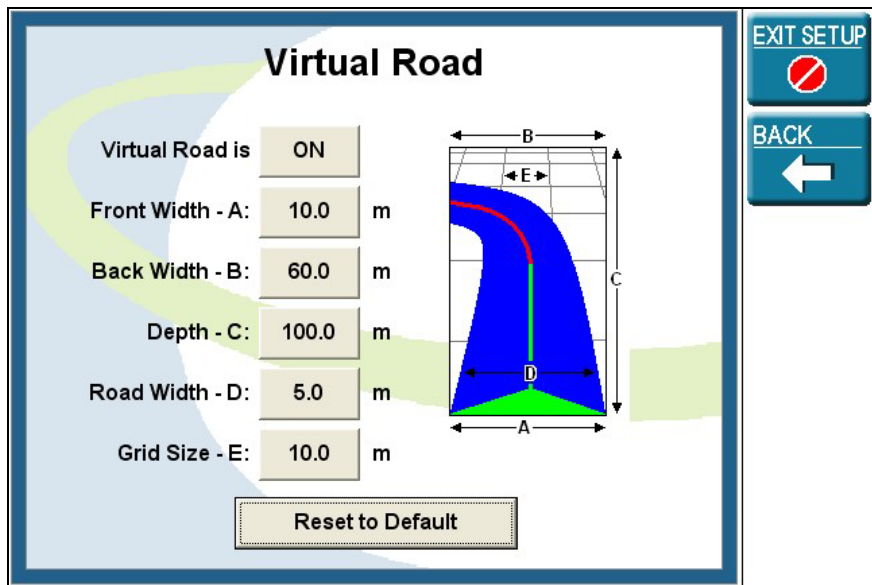 Virtual Road
Virtual Road is ON
Front Width - A: 10.0 m
Back Width - B: 60.0 m
Depth - C: 100.0 m
Road Width - D: 5.0 m
Grid Size - E: 10.0 m
Reset to Default
B
E
C
D
A
EXIT SETUP
BACK